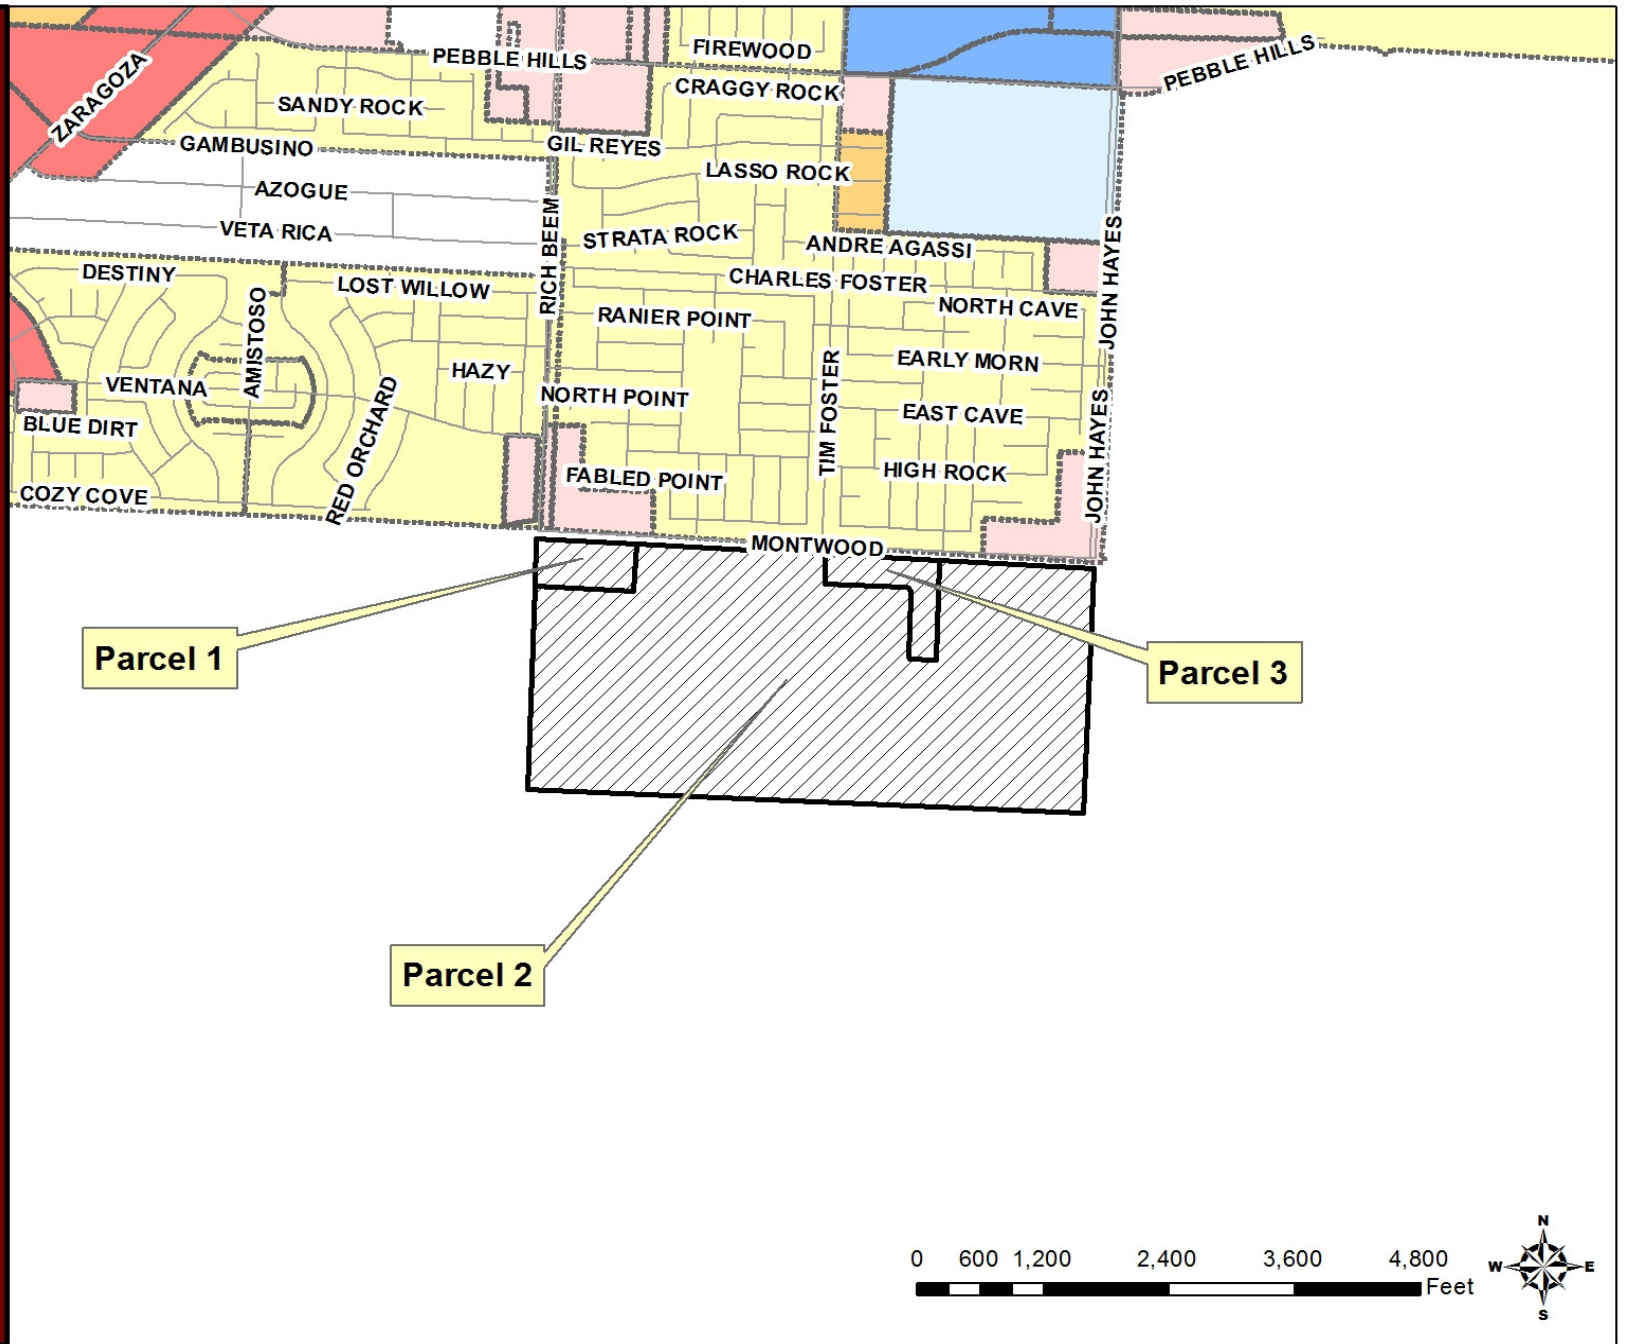 FIREWOOD
PEBBLE HILLS
PEBBLE HILLS
ZARAGOZA
CRAGGY ROCK
SANDY ROCK
GAMBUSINO
GIL REYES
LASSO ROCK
AZOGUE
VETA RICA
RICH BEEM
STRATA ROCK
ANDRE AGASSI
JOHN HAYES
DESTINY
LOST WILLOW
CHARLES FOSTER
NORTH CAVE
AMISTOSO
RANIER POINT
EARLY MORN
HAZY
VENTANA
NORTH POINT
TIM FOSTER
EAST CAVE
JOHN HAYES
BLUE DIRT
RED ORCHARD
FABLED POINT
HIGH ROCK
COZY COVE
MONTWOOD
Parcel 1
Parcel 3
Parcel 2
N
W
E
S
0 600 1,200 2,400 3,600 4,800
Feet